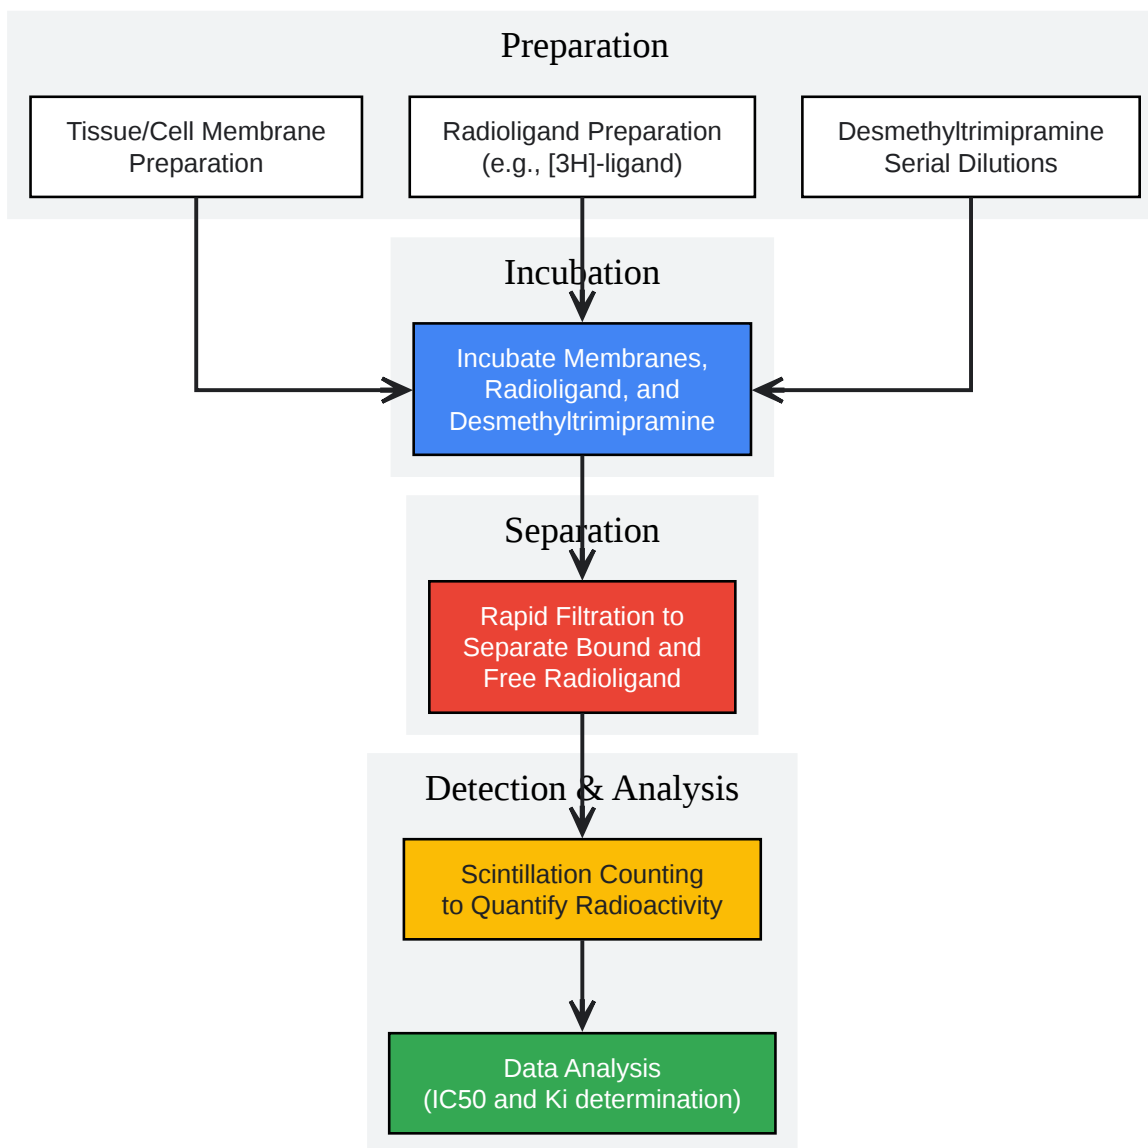 Preparation
Tissue/Cell Membrane
Preparation
Radioligand Preparation
(e.g., [3H]-ligand)
Desmethyltrimipramine
Serial Dilutions
Incubation
Incubate Membranes,
Radioligand, and
Desmethyltrimipramine
Separation
Rapid Filtration to
Separate Bound and
Free Radioligand
Detection & Analysis
Scintillation Counting
to Quantify Radioactivity
Data Analysis
(IC50 and Ki determination)